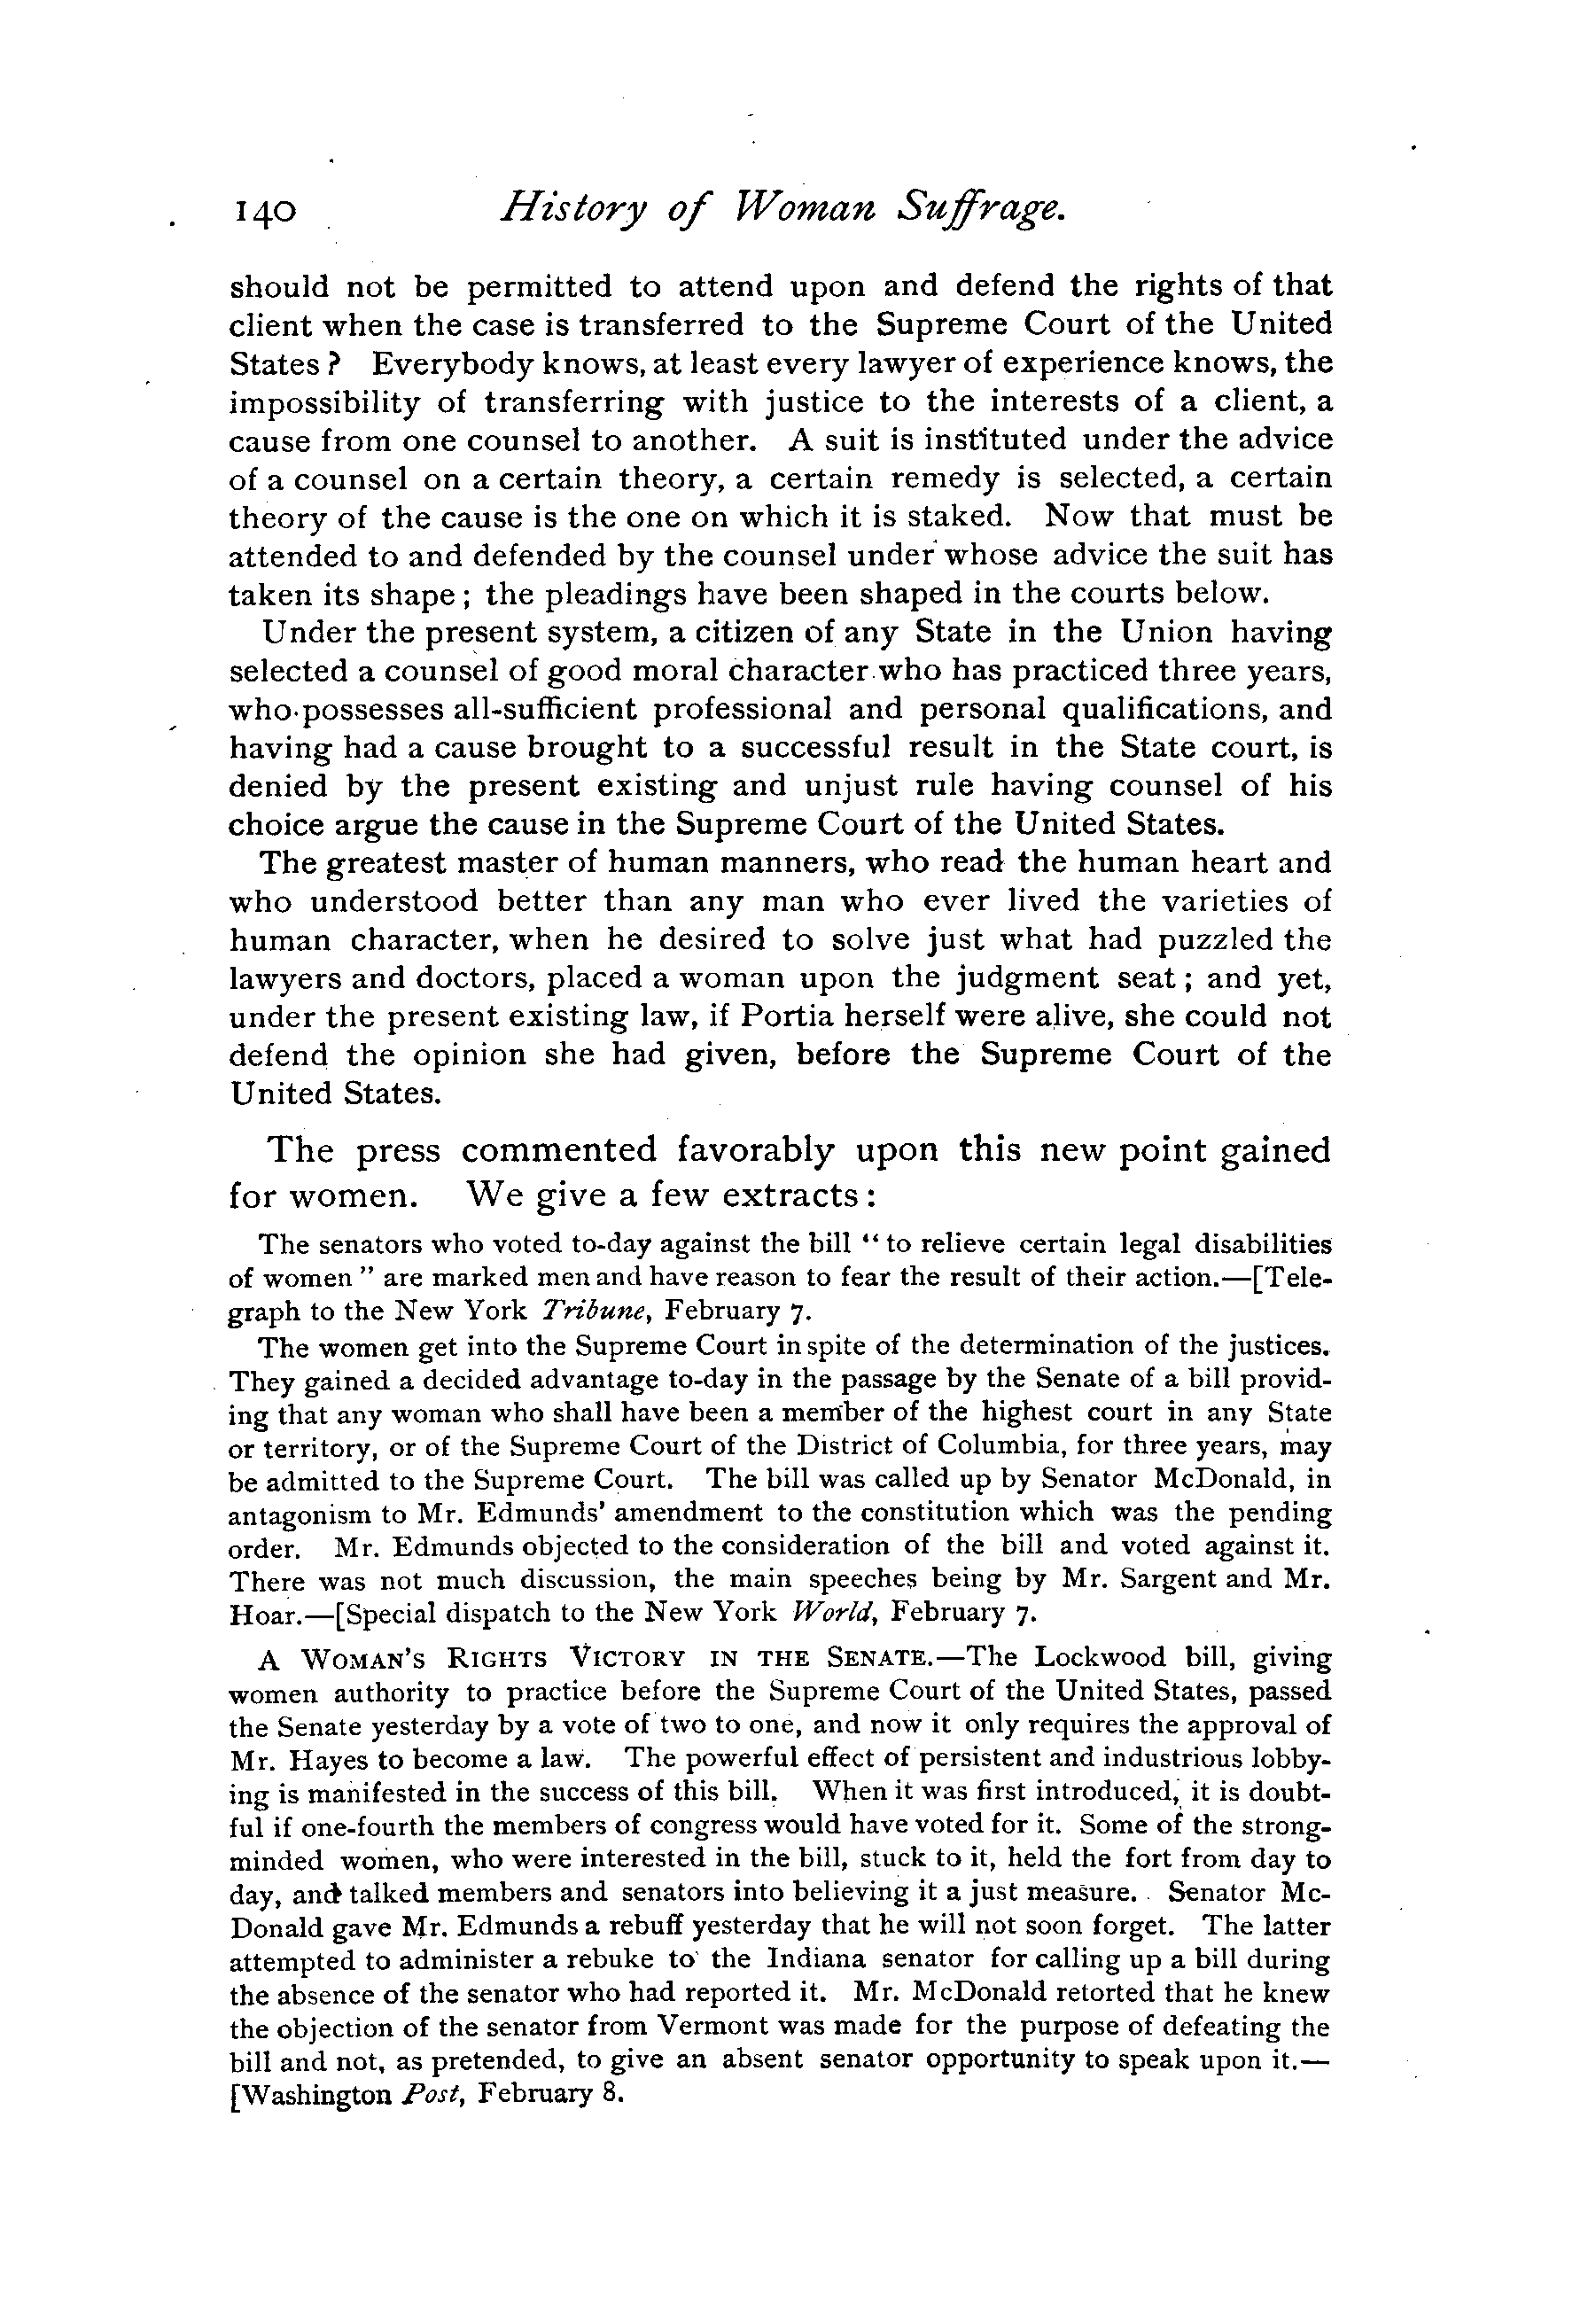 140 History of Woman Suffrage.
should not be permitted to attend upon and defend the rights of that
client when the case is transferred to the Supreme Court of the United
States? Everybody knows, at least every lawyer of experience knows, the
impossibility of transferring with justice to the interests of a client, a
cause from one counsel to another. A suit is instituted under the advice
of a counsel on a certain theory, a certain remedy is selected, a certain
theory of the cause is the one on which it is staked. Now that must be
attended to and defended by the counsel under whose advice the suit has
taken its shape; the pleadings have been shaped in the courts below.
Under the present system, a citizen of any State in the Union having
selected a counsel of good moral character who has practiced three years,
who possesses all-sufficient professional and personal qualifications, and
having had a cause brought to a successful result in the State court, is
denied by the present existing and unjust rule having counsel of his
choice argue the cause in the Supreme Court of the United States.
The greatest master of human manners, who read the human heart and
who understood better than any man who ever lived the varieties of
human character, when he desired to solve just what had puzzled the
lawyers and doctors, placed a woman upon the judgment seat; and yet,
under the present existing law, if Portia herself were alive, she could not
defend the opinion she had given, before the Supreme Court of the
United States.
The press commented favorably upon this new point gained
for women. We give a few extracts:
The senators who voted to-day against the bill "to relieve certain legal disabilities
of women" are marked men and have reason to fear the result of their action.—[Tele-
graph to the New York Tribune, February 7.
The women get into the Supreme Court in spite of the determination of the justices.
They gained a decided advantage to-day in the passage by the Senate of a bill provid-
ing that any woman who shall have been a member of the highest court in any State
or territory, or of the Supreme Court of the District of Columbia, for three years, may
be admitted to the Supreme Court. The bill was called up by Senator McDonald, in
antagonism to Mr. Edmunds' amendment to the constitution which was the pending
order. Mr. Edmunds objected to the consideration of the bill and voted against it.
There was not much discussion, the main speeches being by Mr. Sargent and Mr.
Hoar.—[Special dispatch to the New York World, February 7.
A WOMAN'S RIGHTS VICTORY IN THE SENATE.—The Lockwood bill, giving
women authority to practice before the Supreme Court of the United States, passed
the Senate yesterday by a vote of two to one, and now it only requires the approval of
Mr. Hayes to become a law. The powerful effect of persistent and industrious lobby-
ing is manifested in the success of this bill. When it was first introduced, it is doubt-
ful if one-fourth the members of congress would have voted for it. Some of the strong-
minded women, who were interested in the bill, stuck to it, held the fort from day to
day, and talked members and senators into believing it a just measure. Senator Mc-
Donald gave Mr. Edmunds a rebuff yesterday that he will not soon forget. The latter
attempted to administer a rebuke to the Indiana senator for calling up a bill during
the absence of the senator who had reported it. Mr. McDonald retorted that he knew
the objection of the senator from Vermont was made for the purpose of defeating the
bill and not, as pretended, to give an absent senator opportunity to speak upon it.—
[Washington Post, February 8.